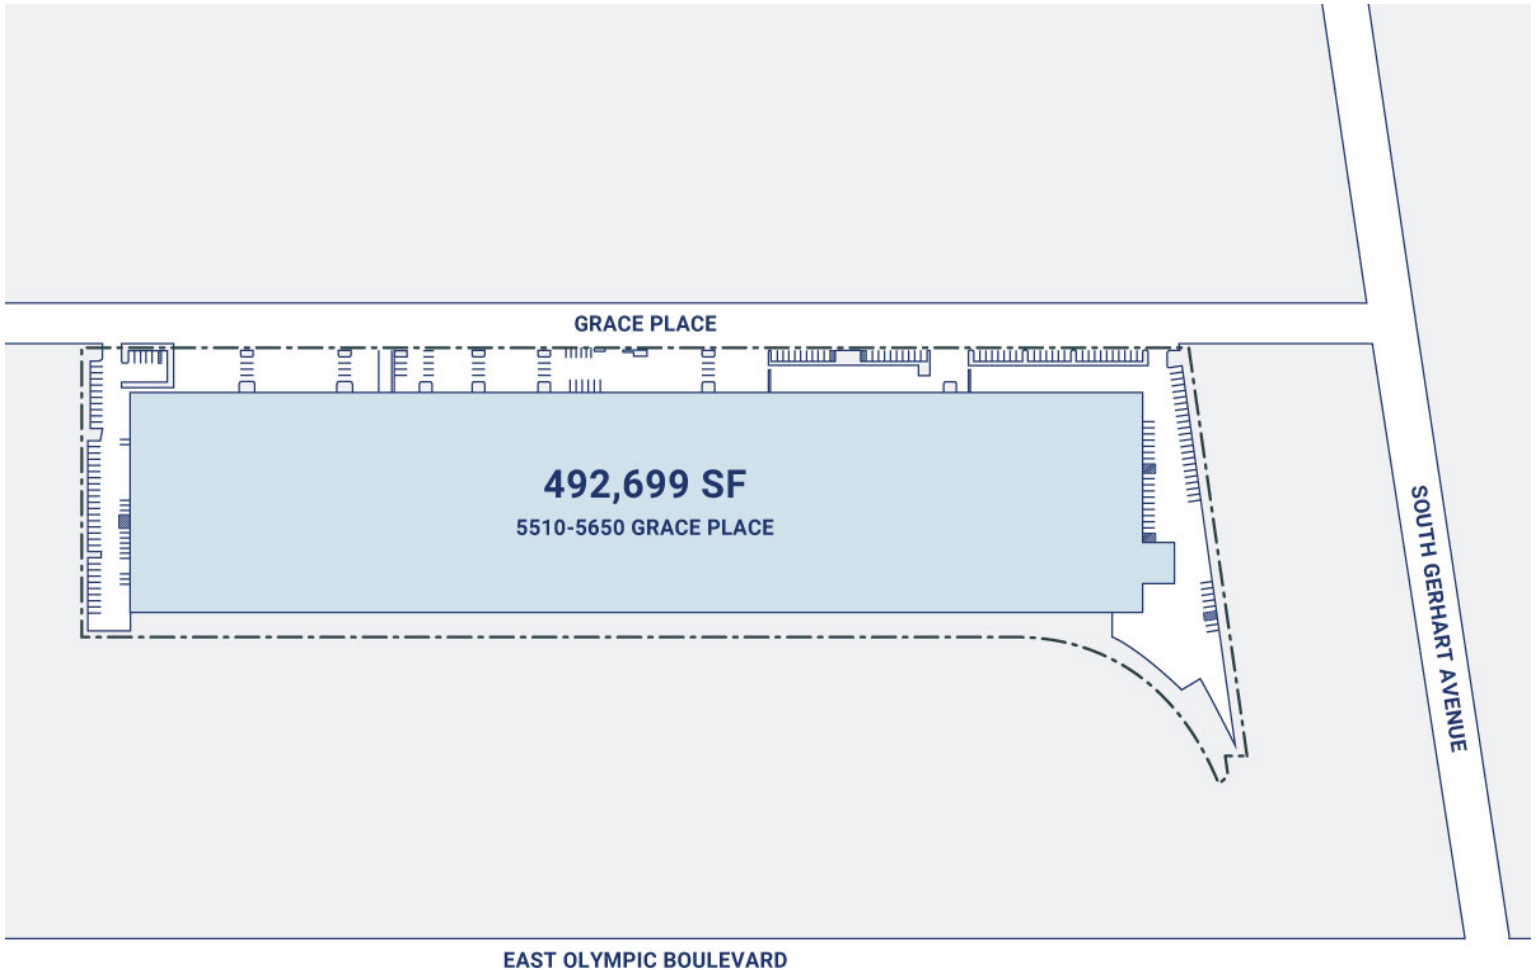 GRACE PLACE
492,699 SF
5510-5650 GRACE PLACE
SOUTH GERHART AVENUE
EAST OLYMPIC BOULEVARD